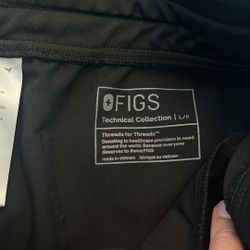 FIGS
Technical Collection | L/P
Threads for Threads™
Donating to healthcare providers in need
around the world. Because everyone
deserves to #wearFIGS
made in vietnam fabriqué au vietnam